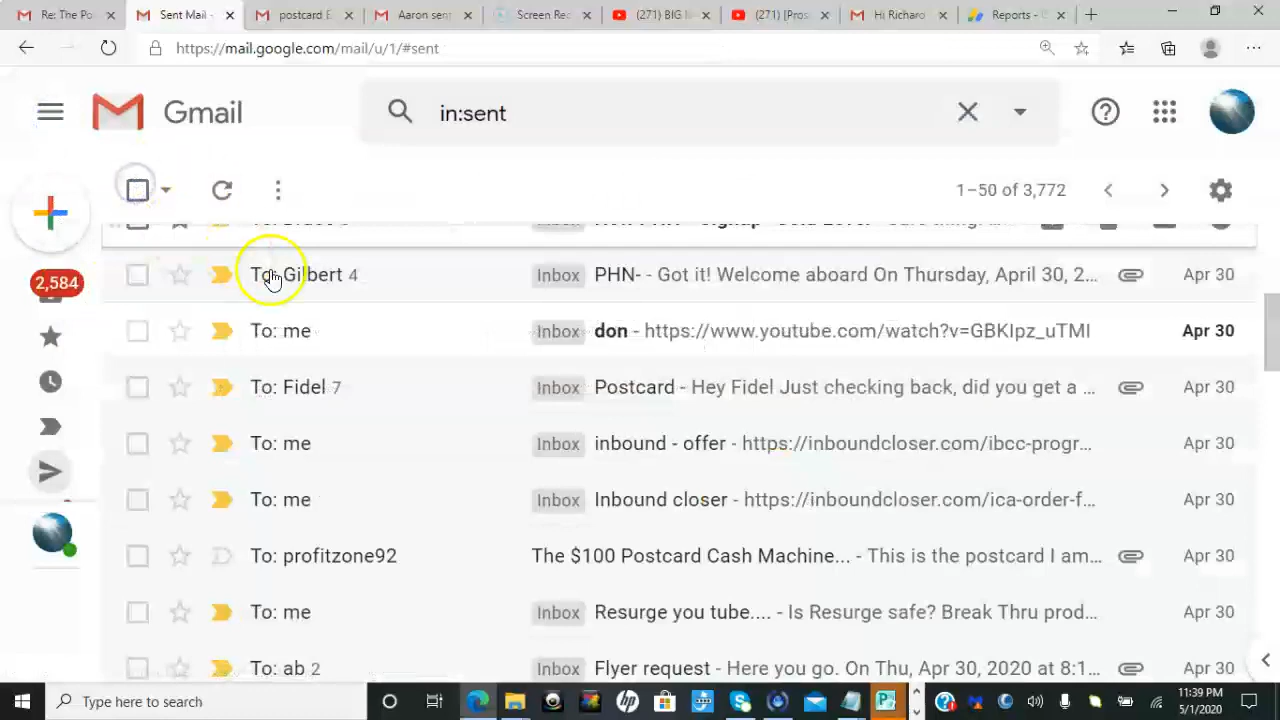 Re: The P
Sent Mail -
postcard E
Aaron sen
Screen Rec
(271) BIG
(271) [Pros
Hi Richard
Reports -
https://mail.google.com/mail/u/1/#sent
Gmail
in:sent
1–50 of 3,772
To: Gilbert 4 Inbox PHN- - Got it! Welcome aboard On Thursday, April 30, 2... Apr 30
2,584
To: me Inbox don - https://www.youtube.com/watch?v=GBKIpz_uTMI Apr 30
To: Fidel 7 Inbox Postcard - Hey Fidel Just checking back, did you get a ... Apr 30
To: me Inbox inbound - offer - https://inboundcloser.com/ibcc-progr... Apr 30
To: me Inbox Inbound closer - https://inboundcloser.com/ica-order-f... Apr 30
To: profitzone92 The $100 Postcard Cash Machine... - This is the postcard I am... Apr 30
To: me Inbox Resurge you tube.... - Is Resurge safe? Break Thru prod... Apr 30
To: ab 2 Inbox Flyer request - Here you go. On Thu, Apr 30, 2020 at 8:1... Apr 30
Type here to search
11:39 PM
5/1/2020